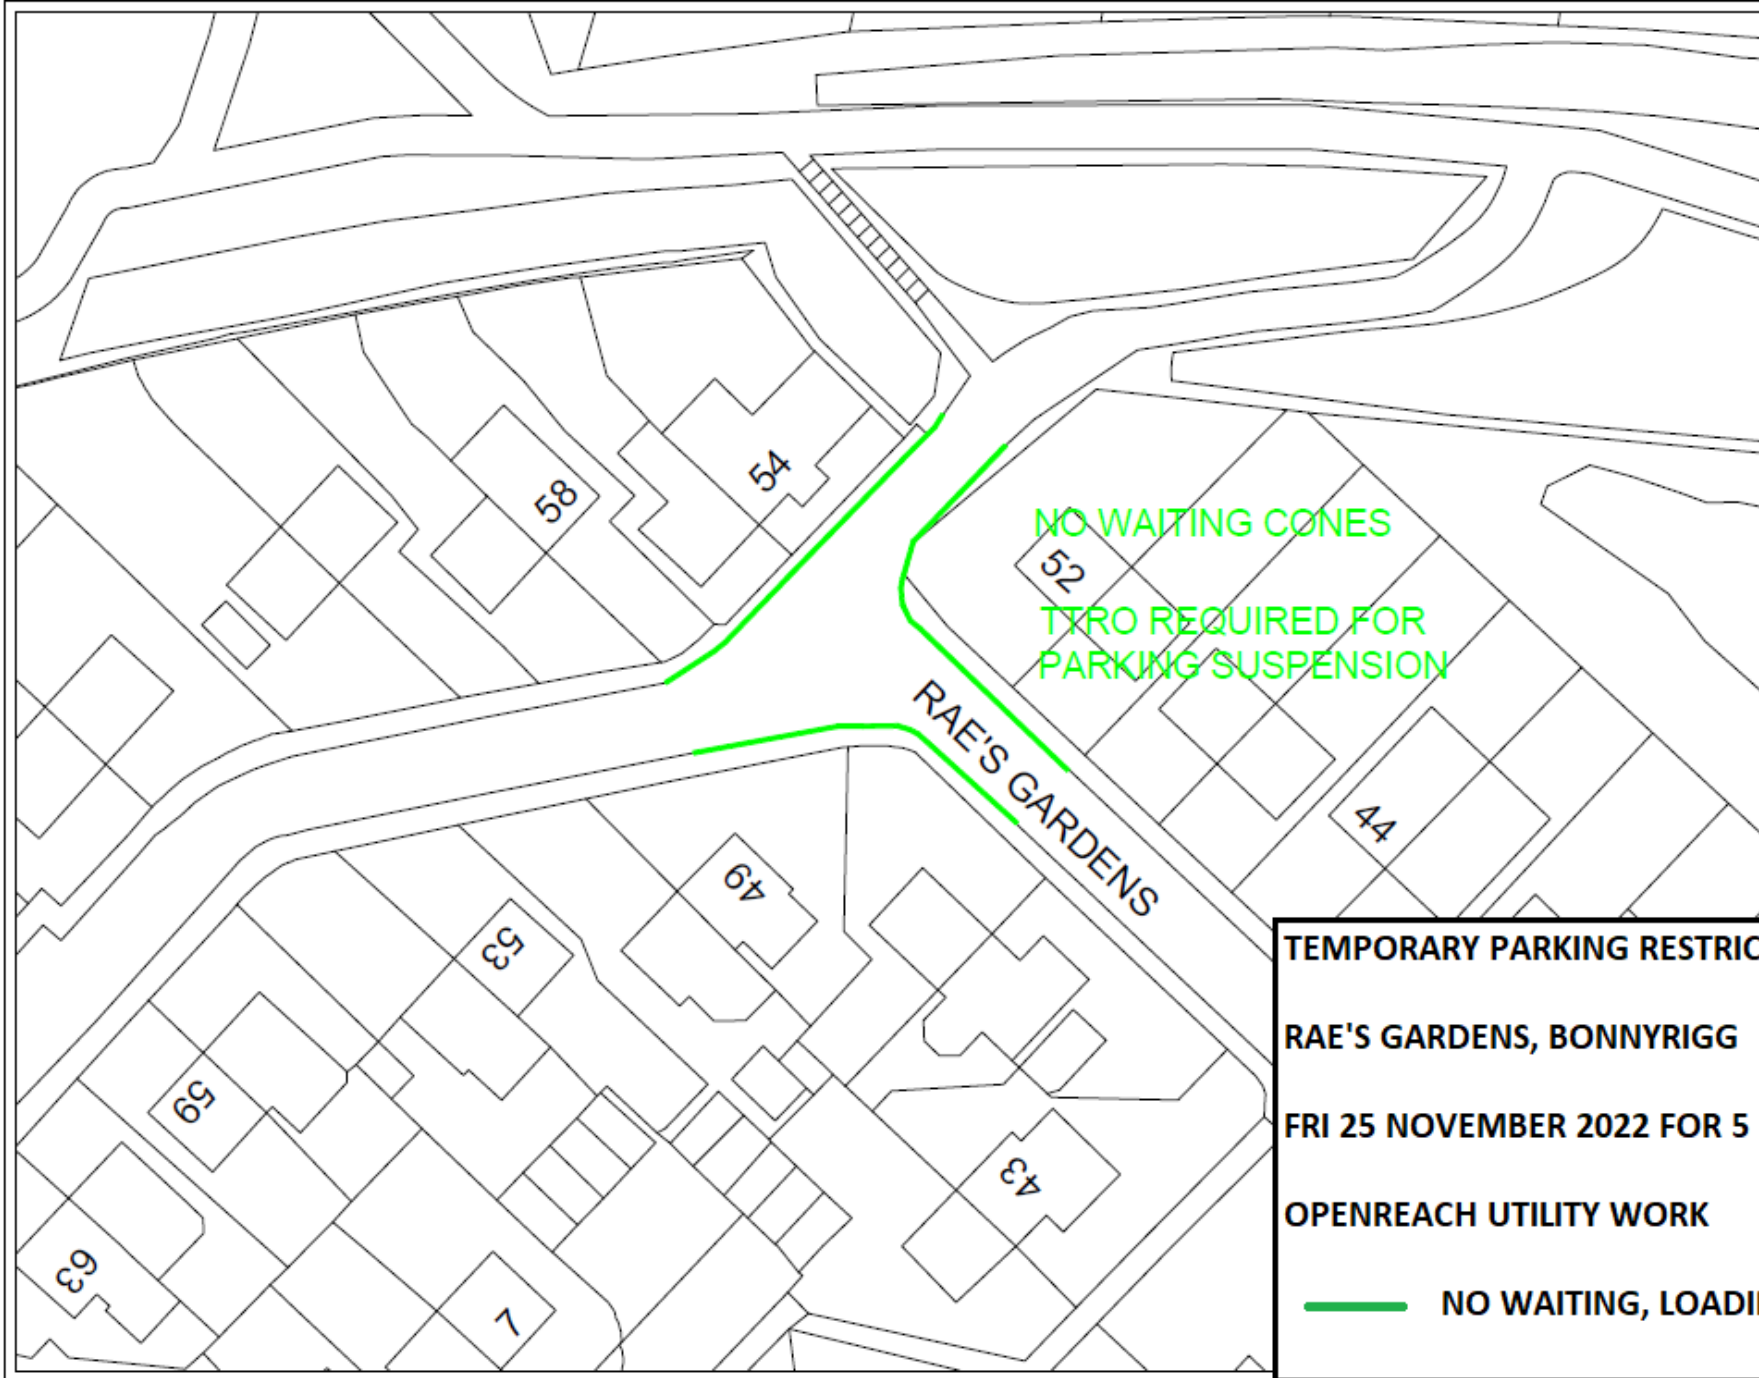 54
58
NO WAITING CONES
52
TTRO REQUIRED FOR
PARKING SUSPENSION
RAE'S GARDENS
44
49
53
59
43
63
7
TEMPORARY PARKING RESTRIC
RAE'S GARDENS, BONNYRIGG
FRI 25 NOVEMBER 2022 FOR 5
OPENREACH UTILITY WORK
NO WAITING, LOADI